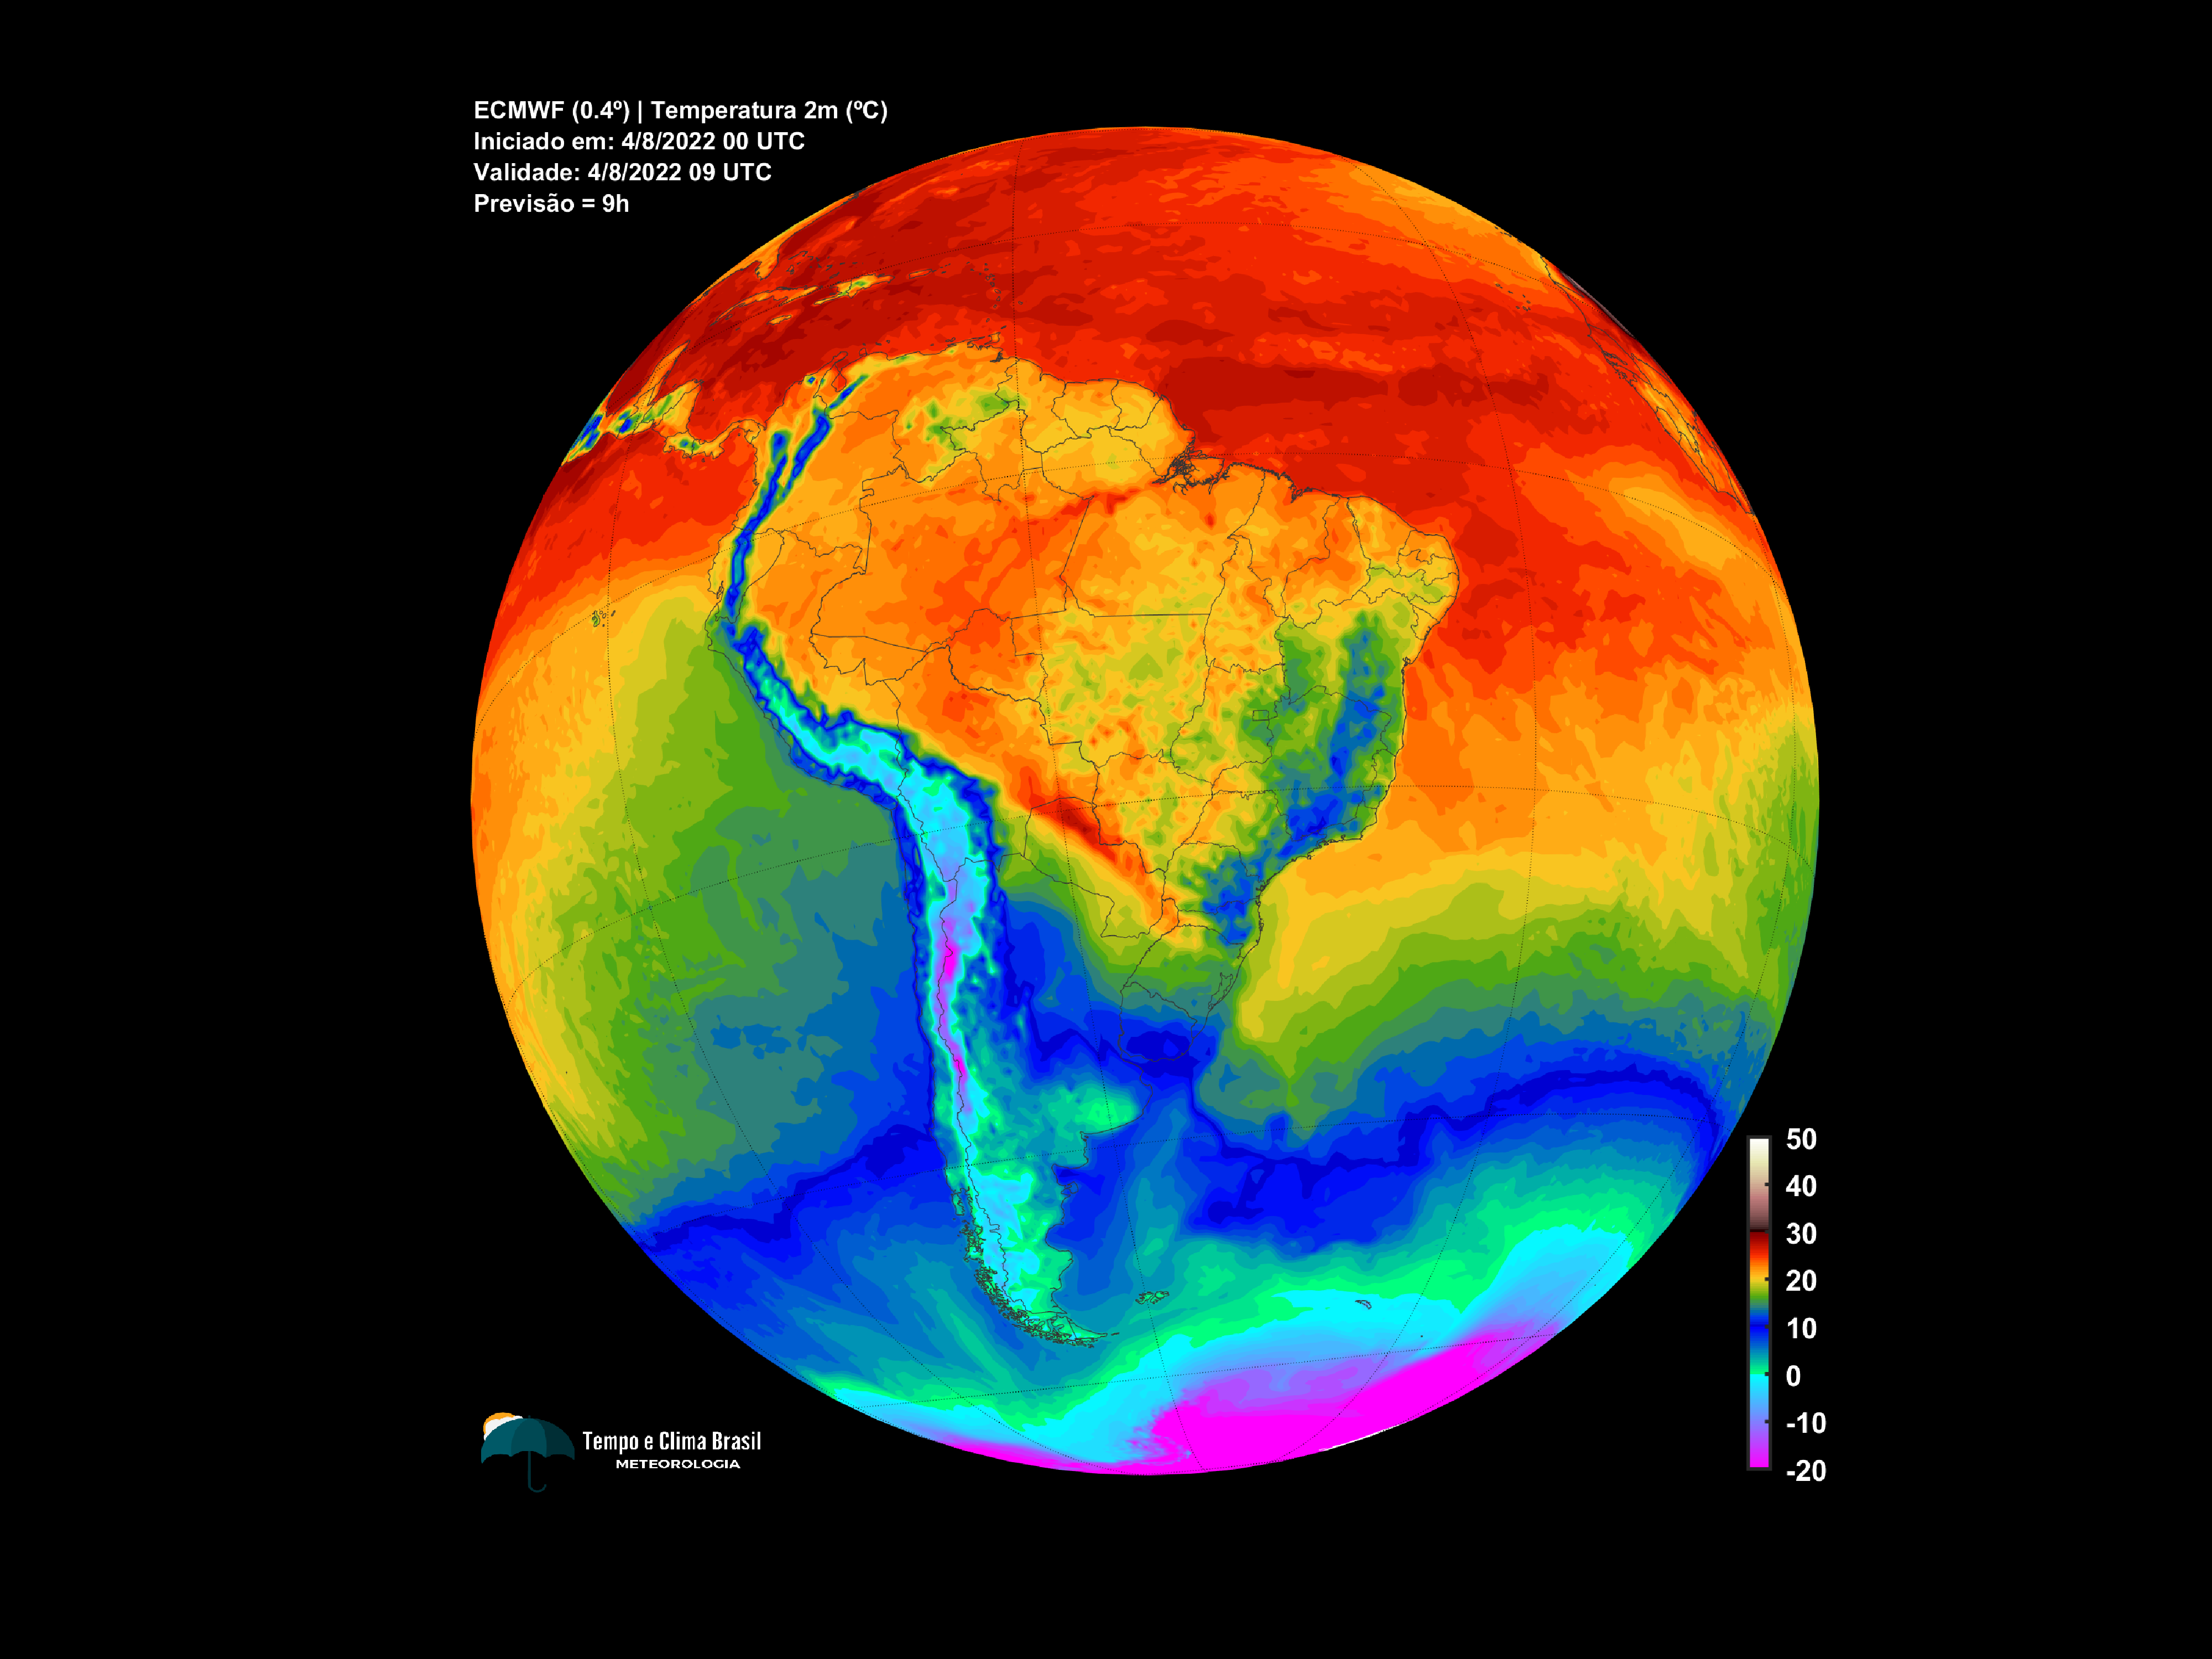 ECMWF (0.4º) | Temperatura 2m (ºC)
Iniciado em: 4/8/2022 00 UTC
Validade: 4/8/2022 09 UTC
Previsão = 9h
50
40
30
20
10
0
-10
-20
Tempo e Clima Brasil
METEOROLOGIA